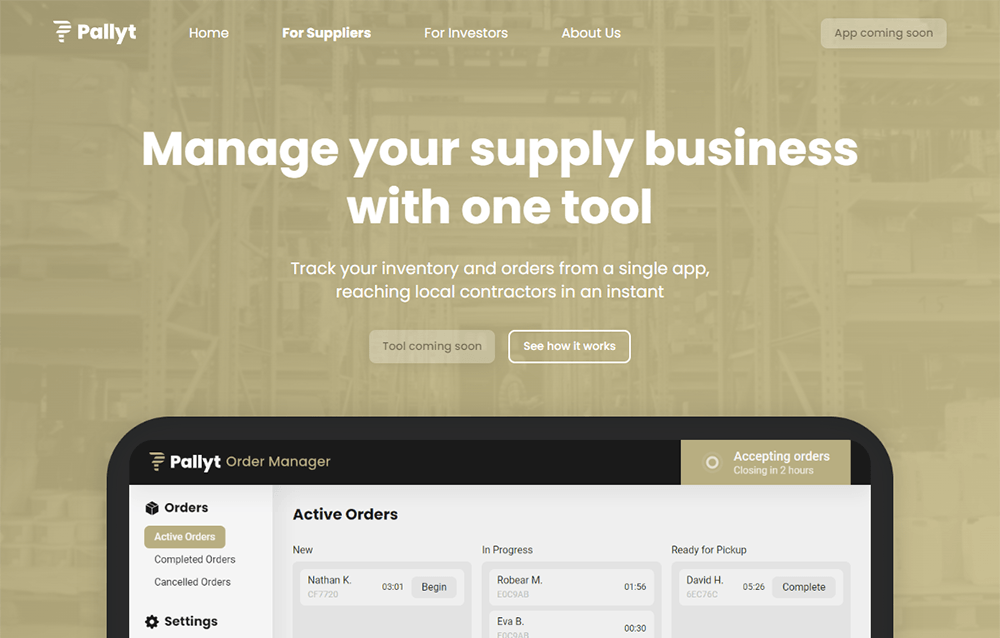 Pallyt
Home
For Suppliers
For Investors
About Us
App coming soon
Manage your supply business
with one tool
Track your inventory and orders from a single app,
reaching local contractors in an instant
Tool coming soon
See how it works
Pallyt Order Manager
Accepting orders
Closing in 2 hours
Orders
Active Orders
Completed Orders
Cancelled Orders
Settings
Active Orders
New
Nathan K.
CF7720
03:01
Begin
In Progress
Robear M.
E0C9AB
01:56
Eva B.
E0C9AB
00:30
Ready for Pickup
David H.
6EC76C
05:26
Complete